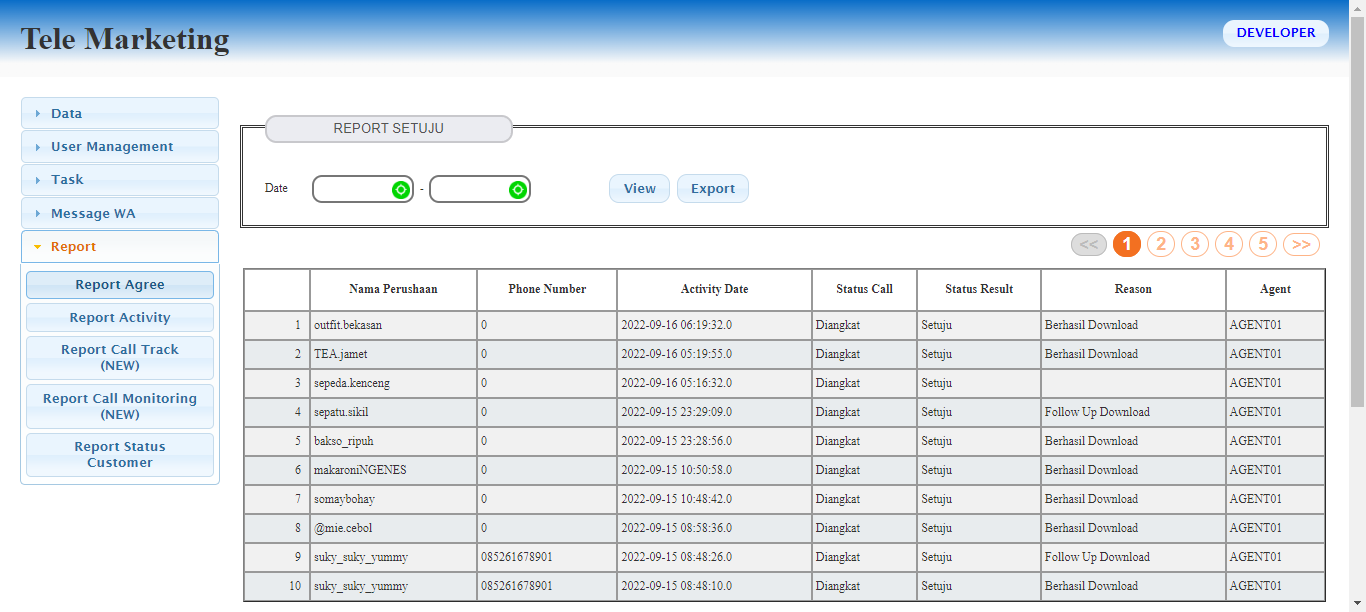 Tele Marketing
DEVELOPER
Data
User Management
Task
Message WA
Report
Report Agree
Report Activity
Report Call Track
(NEW)
Report Call Monitoring
(NEW)
Report Status
Customer
REPORT SETUJU
Date - View Export
<< 1 2 3 4 5 >>
Nama Perushaan Phone Number Activity Date Status Call Status Result Reason Agent
1 outfit.bekasan 0 2022-09-16 06:19:32.0 Diangkat Setuju Berhasil Download AGENT01
2 TEA.jamet 0 2022-09-16 05:19:55.0 Diangkat Setuju Berhasil Download AGENT01
3 sepeda.kenceng 0 2022-09-16 05:16:32.0 Diangkat Setuju AGENT01
4 sepatu.sikil 0 2022-09-15 23:29:09.0 Diangkat Setuju Follow Up Download AGENT01
5 bakso_ripuh 0 2022-09-15 23:28:56.0 Diangkat Setuju Berhasil Download AGENT01
6 makaroniNGENES 0 2022-09-15 10:50:58.0 Diangkat Setuju Berhasil Download AGENT01
7 somaybohay 0 2022-09-15 10:48:42.0 Diangkat Setuju Berhasil Download AGENT01
8 @mie.cebol 0 2022-09-15 08:58:36.0 Diangkat Setuju Berhasil Download AGENT01
9 suky_suky_yummy 085261678901 2022-09-15 08:48:26.0 Diangkat Setuju Follow Up Download AGENT01
10 suky_suky_yummy 085261678901 2022-09-15 08:48:10.0 Diangkat Setuju Berhasil Download AGENT01